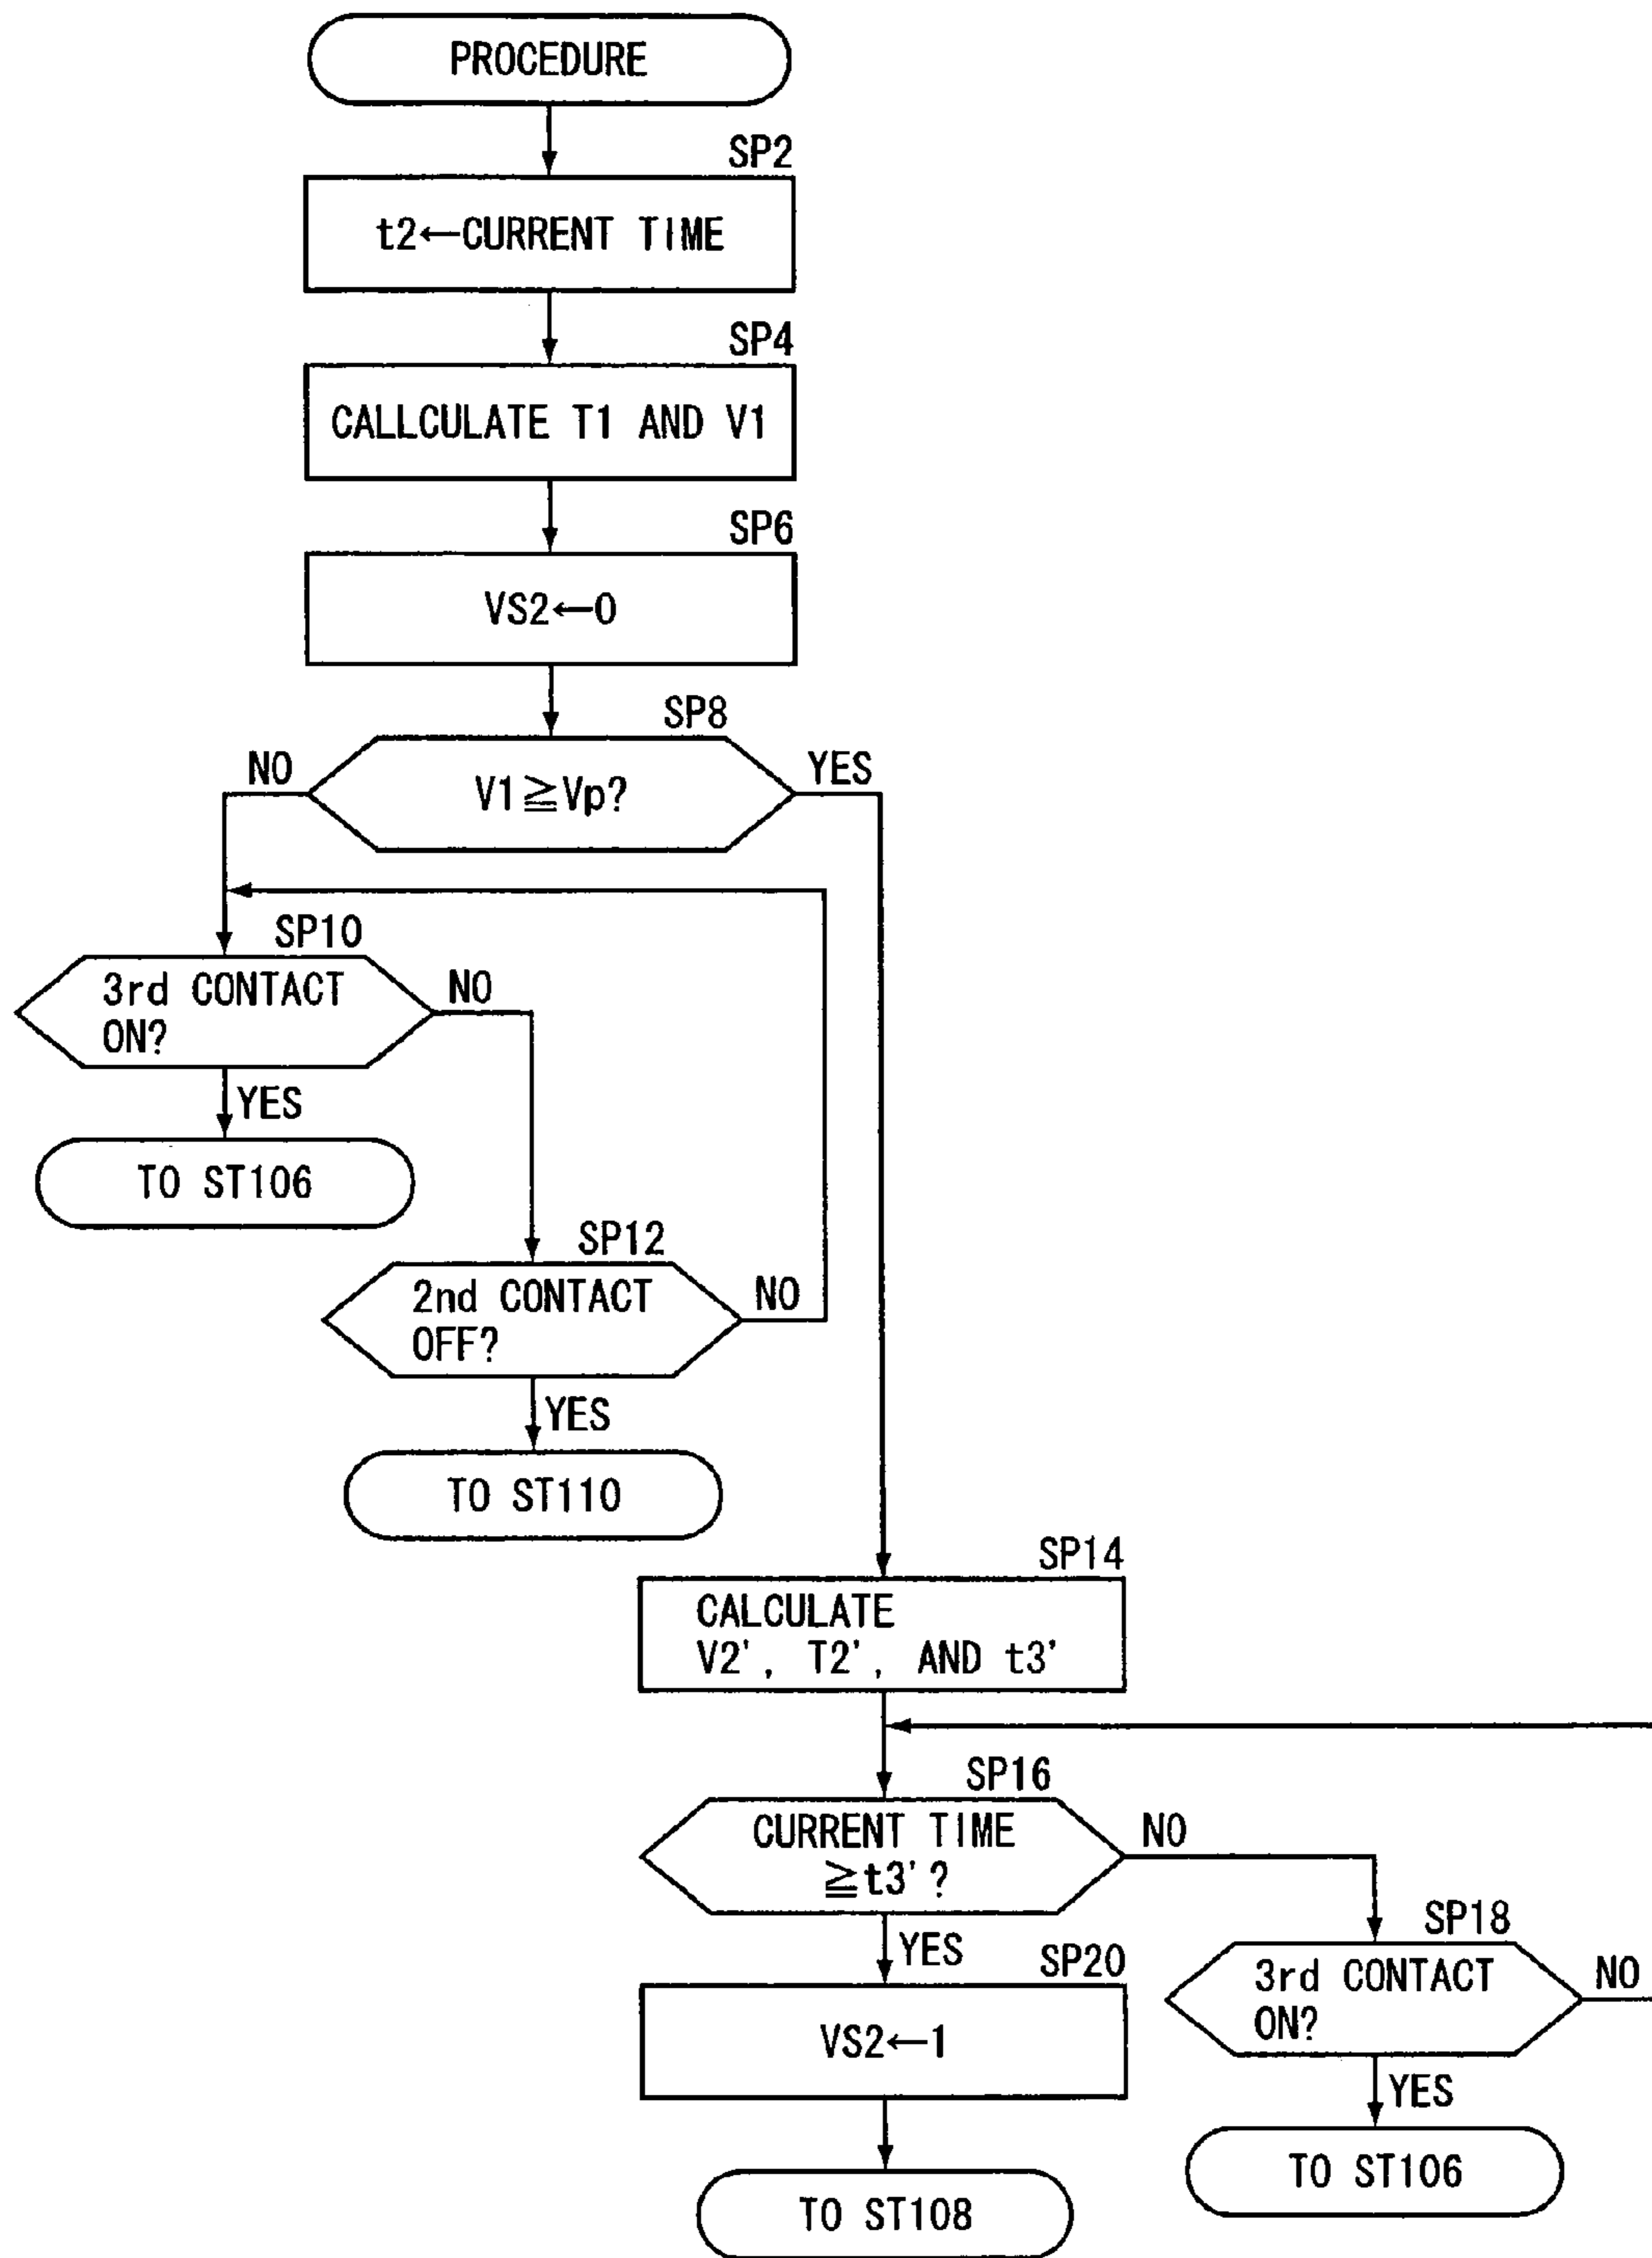 PROCEDURE
SP2
t2←CURRENT TIME
SP4
CALLCULATE T1 AND V1
SP6
VS2←0
SP8
NO
V1≧Vp?
YES
SP10
3rd CONTACT
ON?
NO
YES
TO ST106
SP12
2nd CONTACT
OFF?
NO
YES
TO ST110
SP14
CALCULATE
V2', T2', AND t3'
SP16
CURRENT TIME
≧t3'?
NO
YES
SP18
3rd CONTACT
ON?
NO
YES
TO ST106
SP20
VS2←1
TO ST108